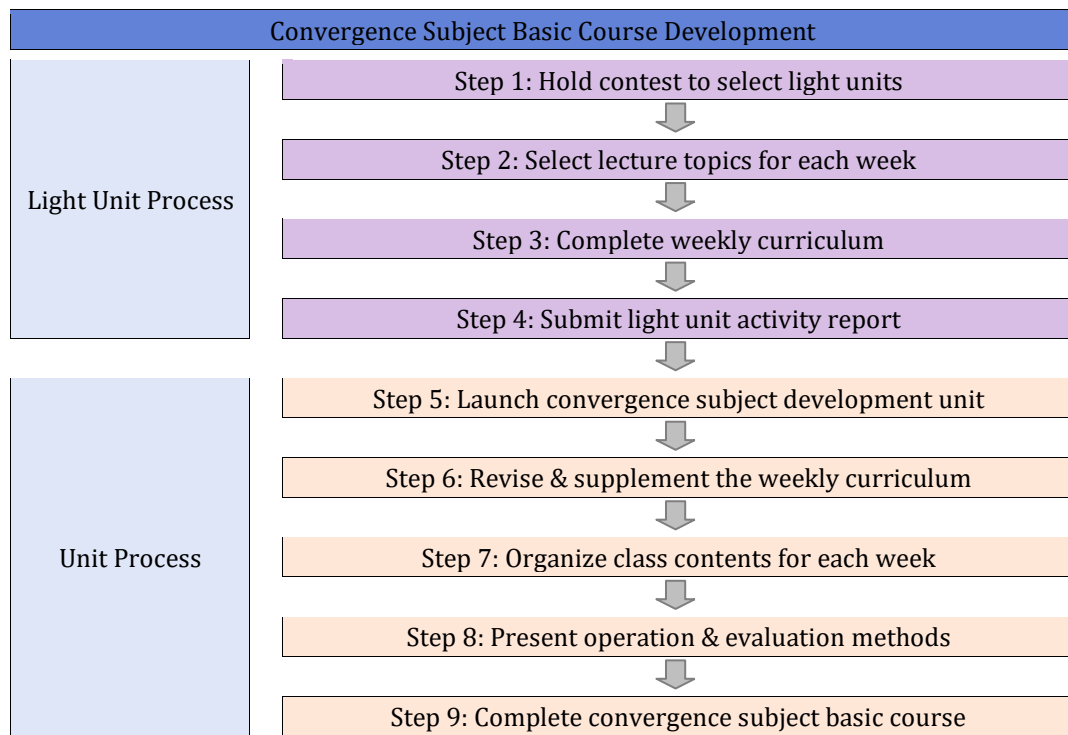 Convergence Subject Basic Course Development
Light Unit Process
Step 1: Hold contest to select light units
Step 2: Select lecture topics for each week
Step 3: Complete weekly curriculum
Step 4: Submit light unit activity report
Unit Process
Step 5: Launch convergence subject development unit
Step 6: Revise & supplement the weekly curriculum
Step 7: Organize class contents for each week
Step 8: Present operation & evaluation methods
Step 9: Complete convergence subject basic course